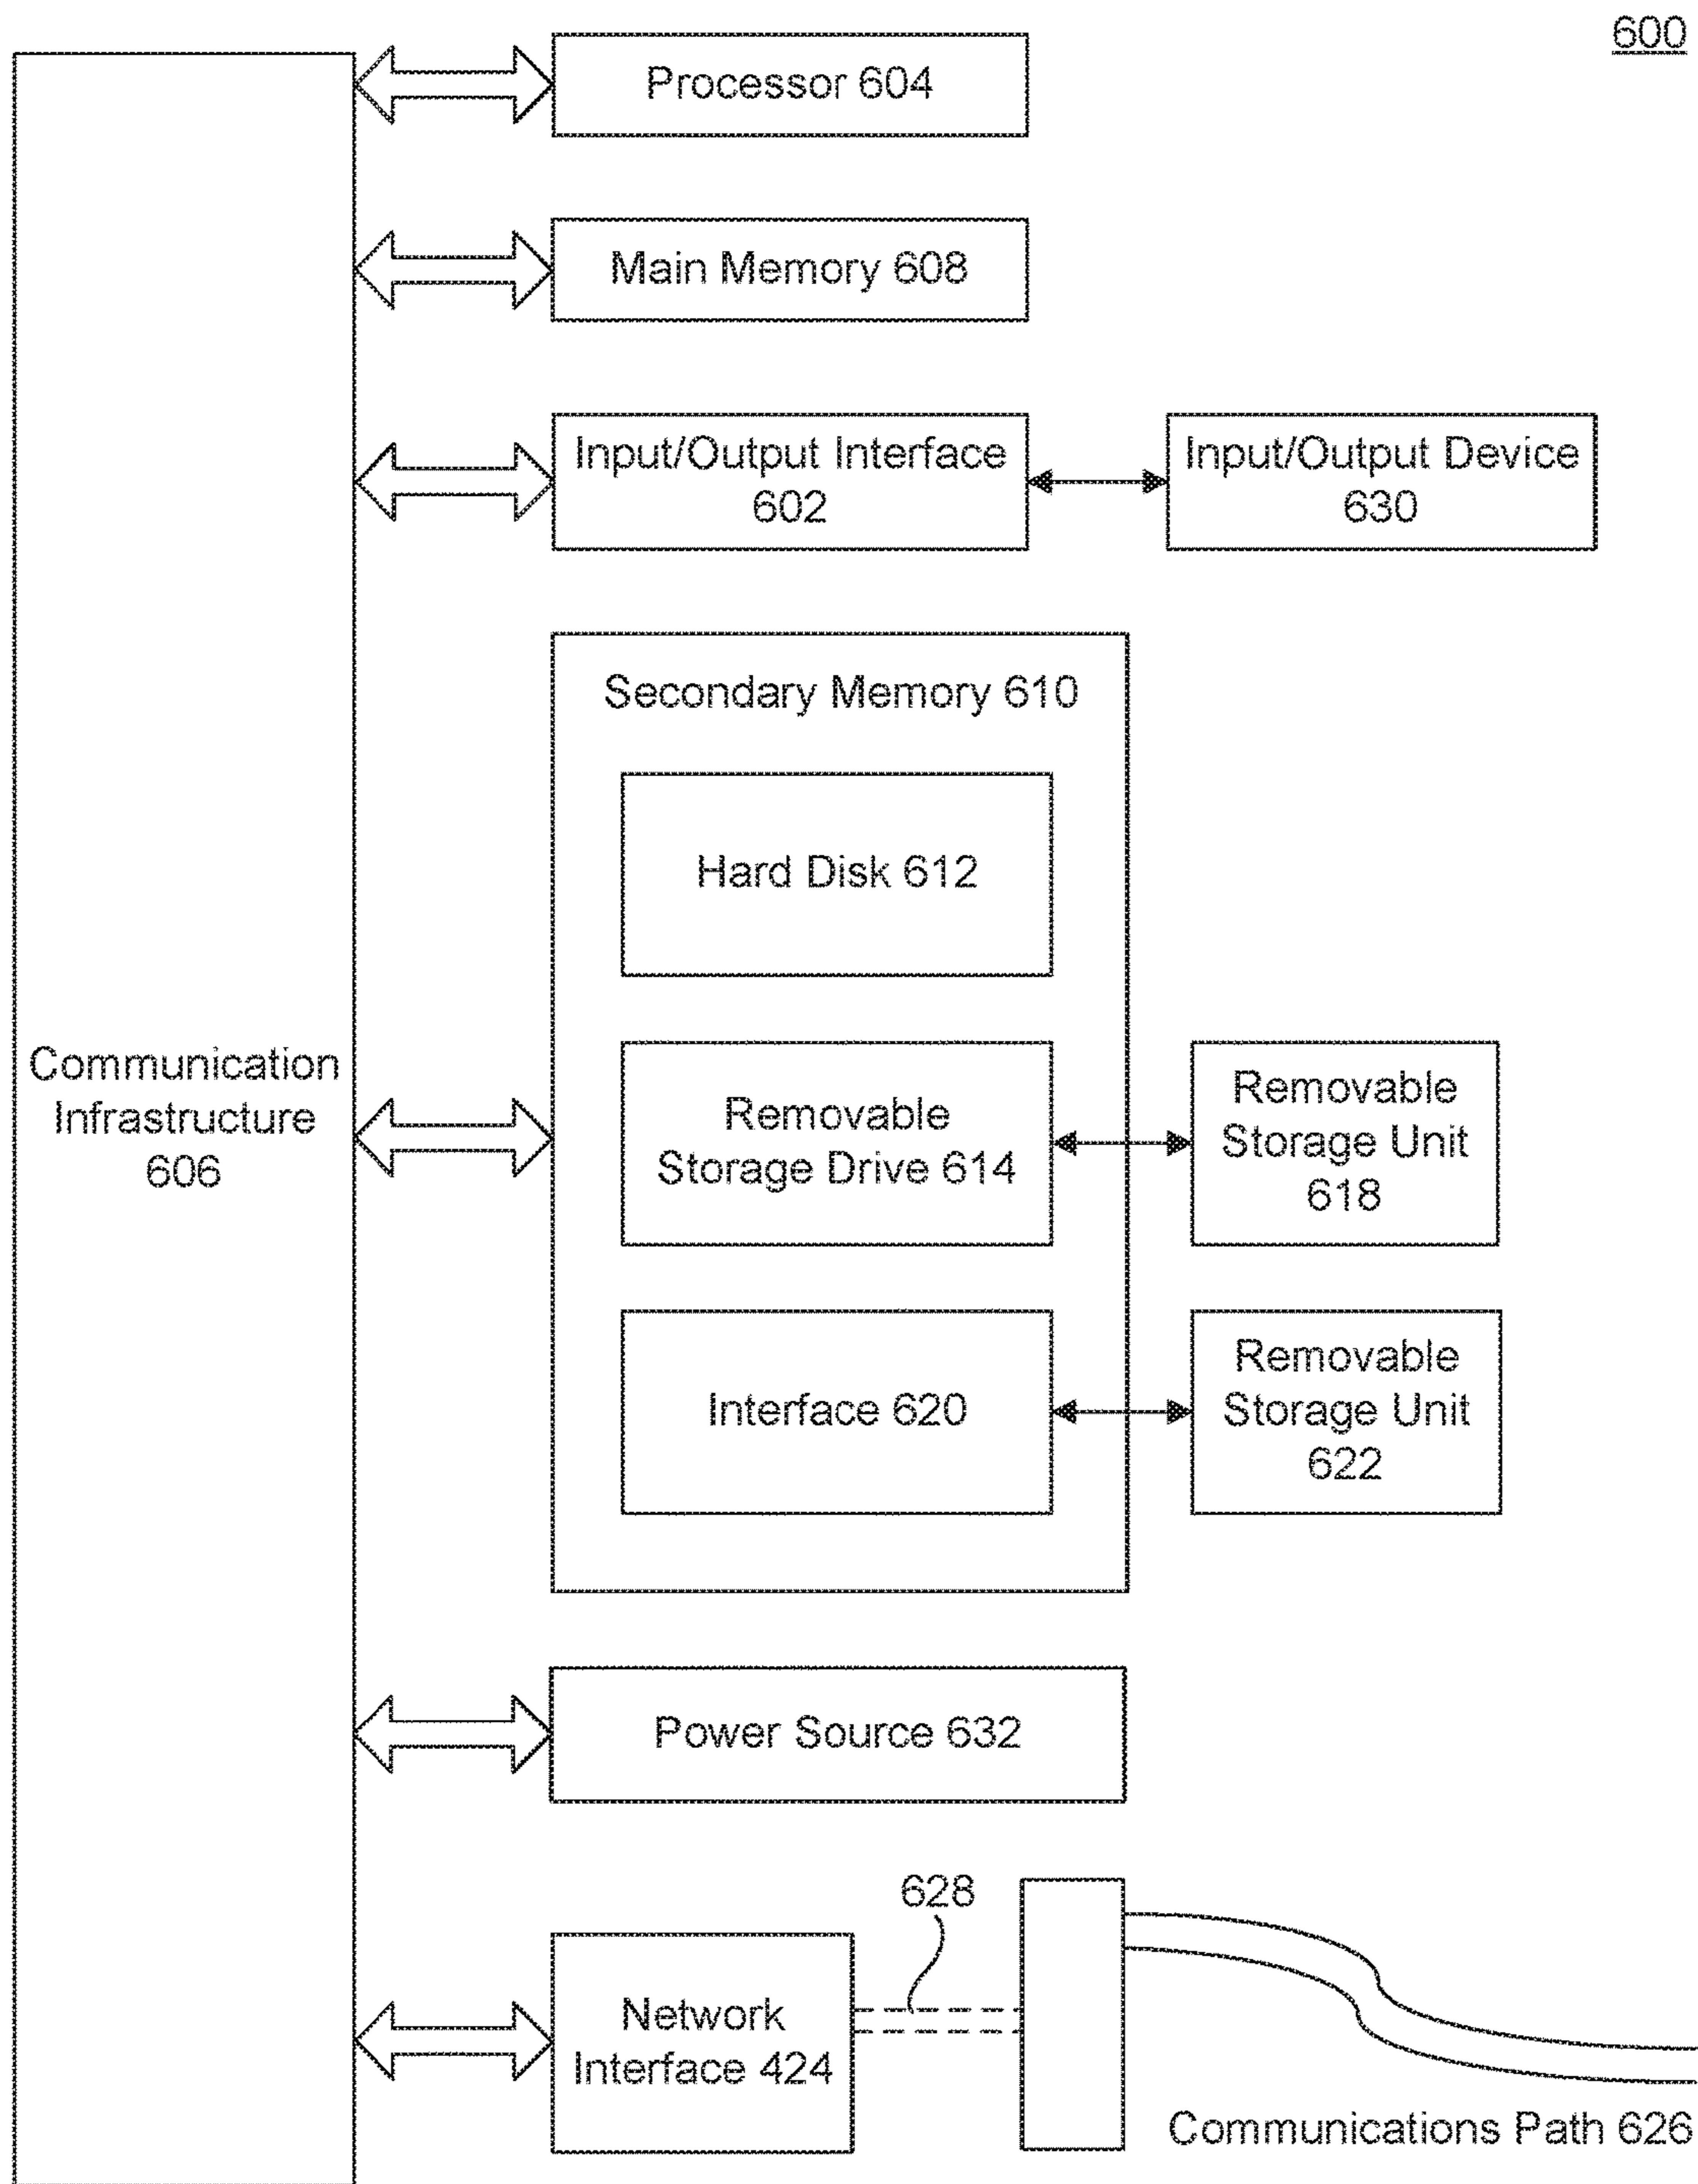 600
Processor 604
Main Memory 608
Input/Output Interface
602
Input/Output Device
630
Secondary Memory 610
Hard Disk 612
Communication
Infrastructure
606
Removable
Storage Drive 614
Removable
Storage Unit
618
Interface 620
Removable
Storage Unit
622
Power Source 632
628
Network
Interface 424
Communications Path 626